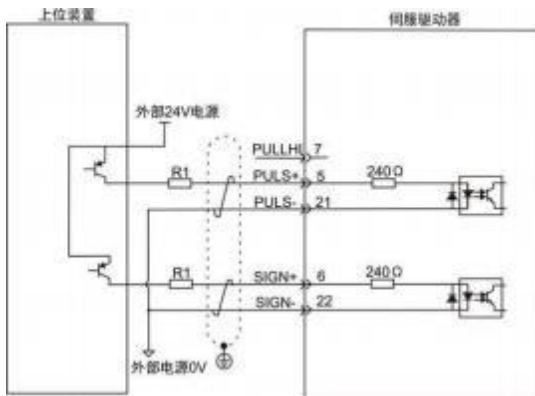 上位装置
伺服驱动器
外部24V电源
PULLHI 7
R1 PULS+ 5 240Ω
PULS- 21
R1 SIGN+ 6 240Ω
SIGN- 22
外部电源0V